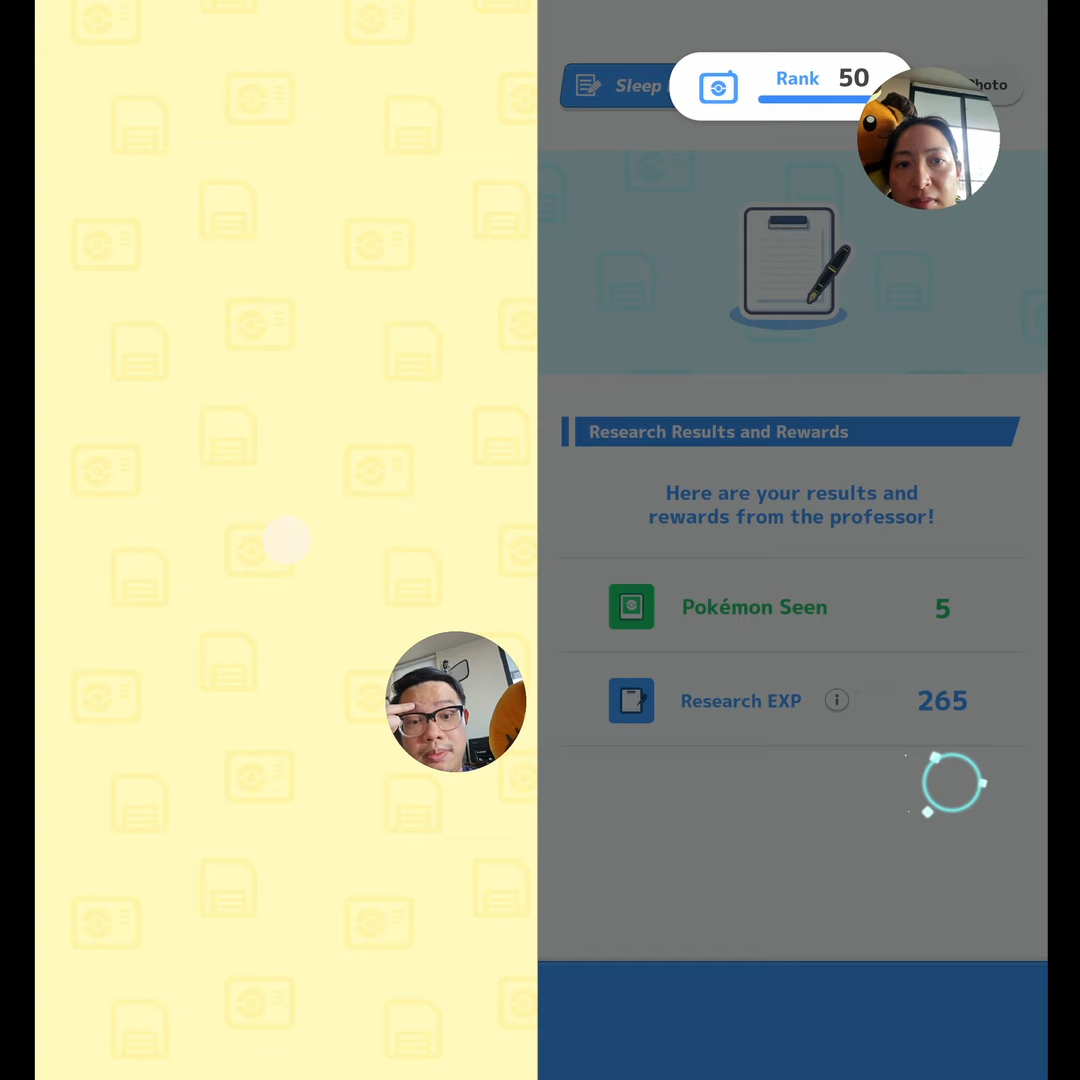 Sleep
Rank 50
hoto
Research Results and Rewards
Here are your results and
rewards from the professor!
Pokémon Seen 5
Research EXP 265